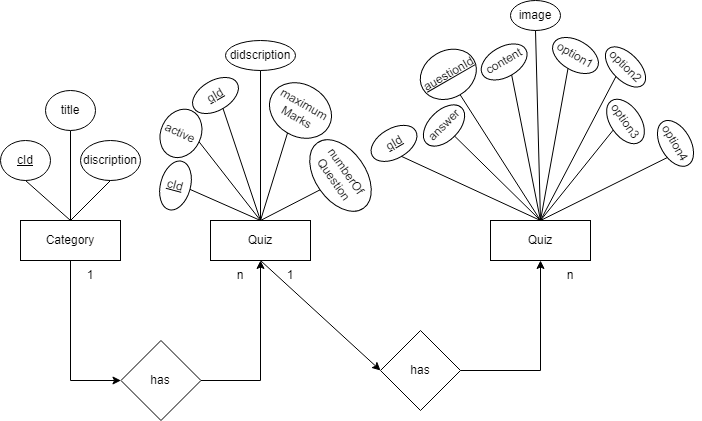 image
didscription
auestionId
content
option1
option2
title
qId
maximum
Marks
active
answer
option3
cId
discription
qId
option4
cId
numberOf
Question
Category
Quiz
Quiz
1
n
1
n
has
has